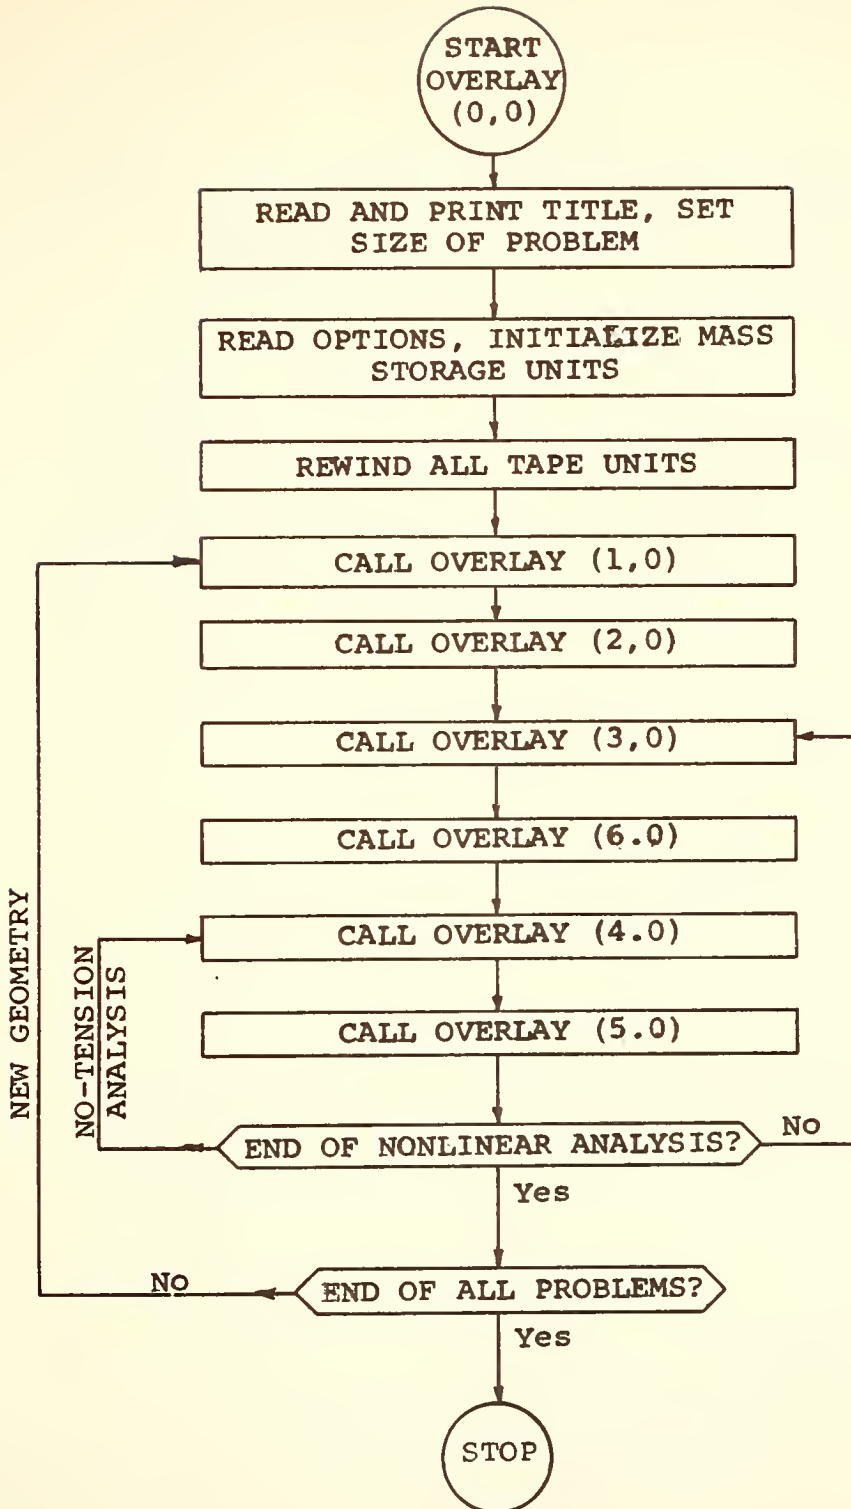 START
OVERLAY
(0,0)
READ AND PRINT TITLE, SET
SIZE OF PROBLEM
READ OPTIONS, INITIALIZE MASS
STORAGE UNITS
REWIND ALL TAPE UNITS
CALL OVERLAY (1,0)
CALL OVERLAY (2,0)
CALL OVERLAY (3,0)
CALL OVERLAY (6.0)
CALL OVERLAY (4.0)
CALL OVERLAY (5.0)
NEW GEOMETRY
NO-TENSION
ANALYSIS
END OF NONLINEAR ANALYSIS?
No
Yes
No
END OF ALL PROBLEMS?
Yes
STOP